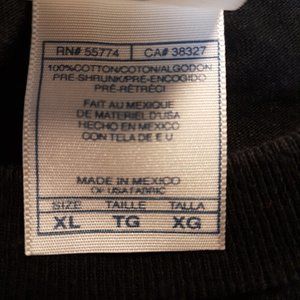 RN# 55774 CA# 38327
100%COTTON/COTON/ALGODON
PRE-SHRUNK/PRE-ENCOGIDO
PRÉ-RÉTRÉCI
FAIT AU MEXIQUE
DE MATERIEL D'USA
HECHO EN MEXICO
CON TELA DE E U
MADE IN MEXICO
OF USA FABRIC
SIZE TAILLE TALLA
XL TG XG